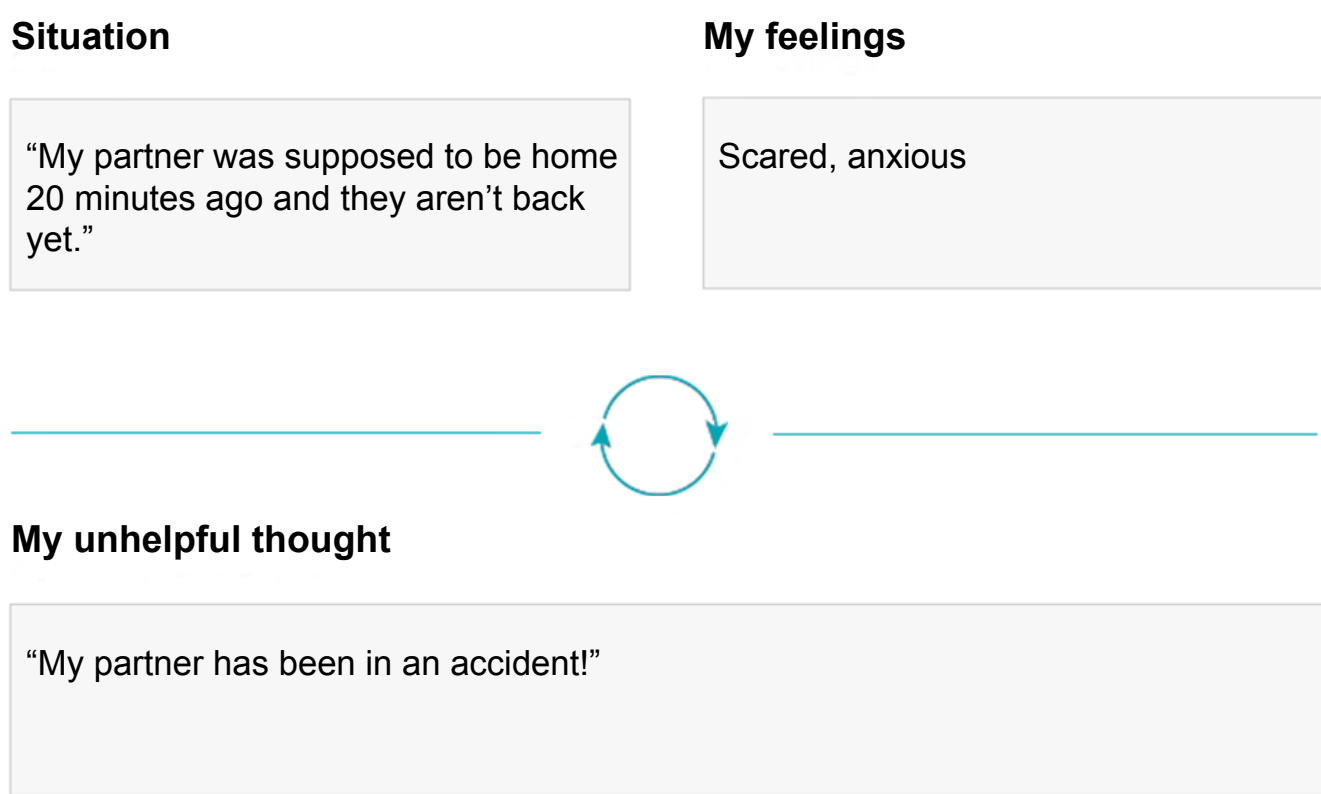 Situation
My feelings
“My partner was supposed to be home
20 minutes ago and they aren’t back
yet.”
Scared, anxious
My unhelpful thought
“My partner has been in an accident!”